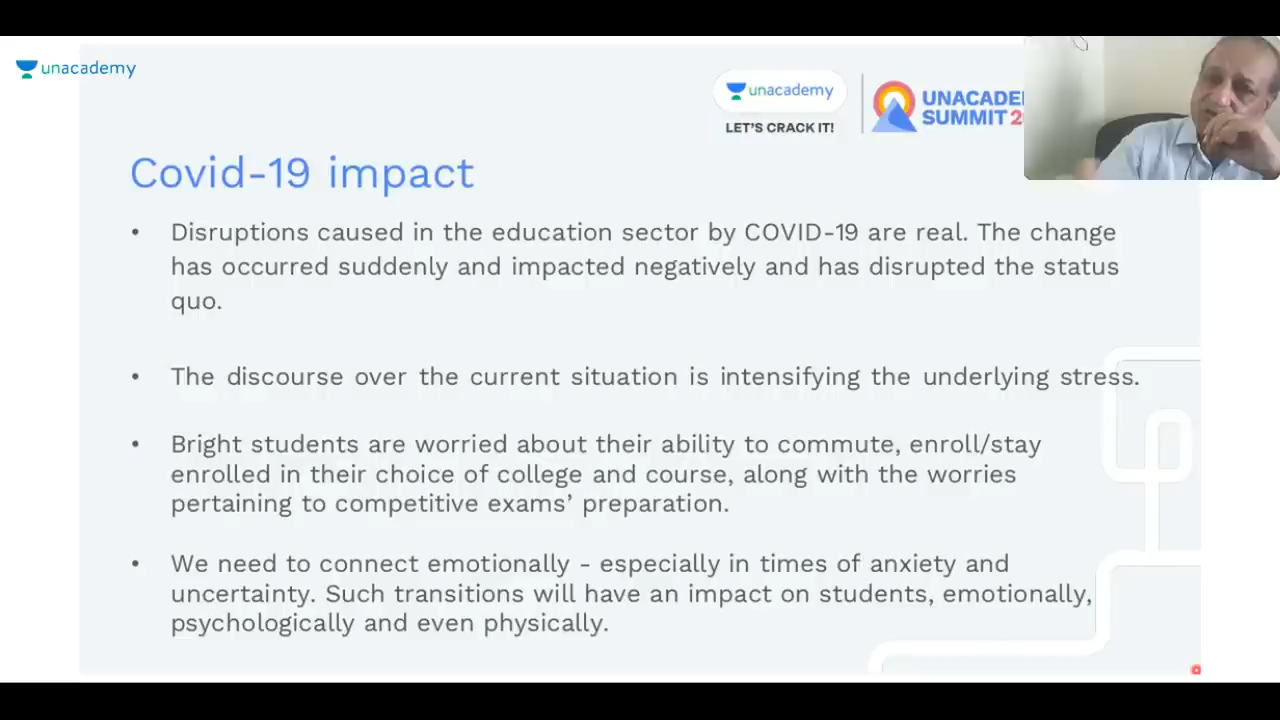 unacademy
unacademy
LET'S CRACK IT!
UNACADE
SUMMIT 2
Covid-19 impact
• Disruptions caused in the education sector by COVID-19 are real. The change
has occurred suddenly and impacted negatively and has disrupted the status
quo.
• The discourse over the current situation is intensifying the underlying stress.
• Bright students are worried about their ability to commute, enroll/stay
enrolled in their choice of college and course, along with the worries
pertaining to competitive exams’ preparation.
• We need to connect emotionally - especially in times of anxiety and
uncertainty. Such transitions will have an impact on students, emotionally,
psychologically and even physically.